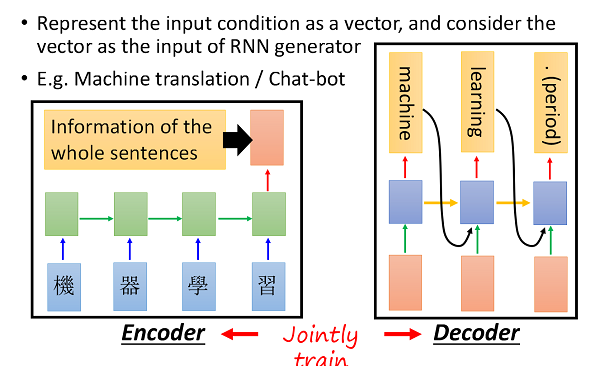 • Represent the input condition as a vector, and consider the
vector as the input of RNN generator
• E.g. Machine translation / Chat-bot
Information of the
whole sentences
機 器 學 習
machine
learning
. (period)
Encoder
Jointly
train
Decoder